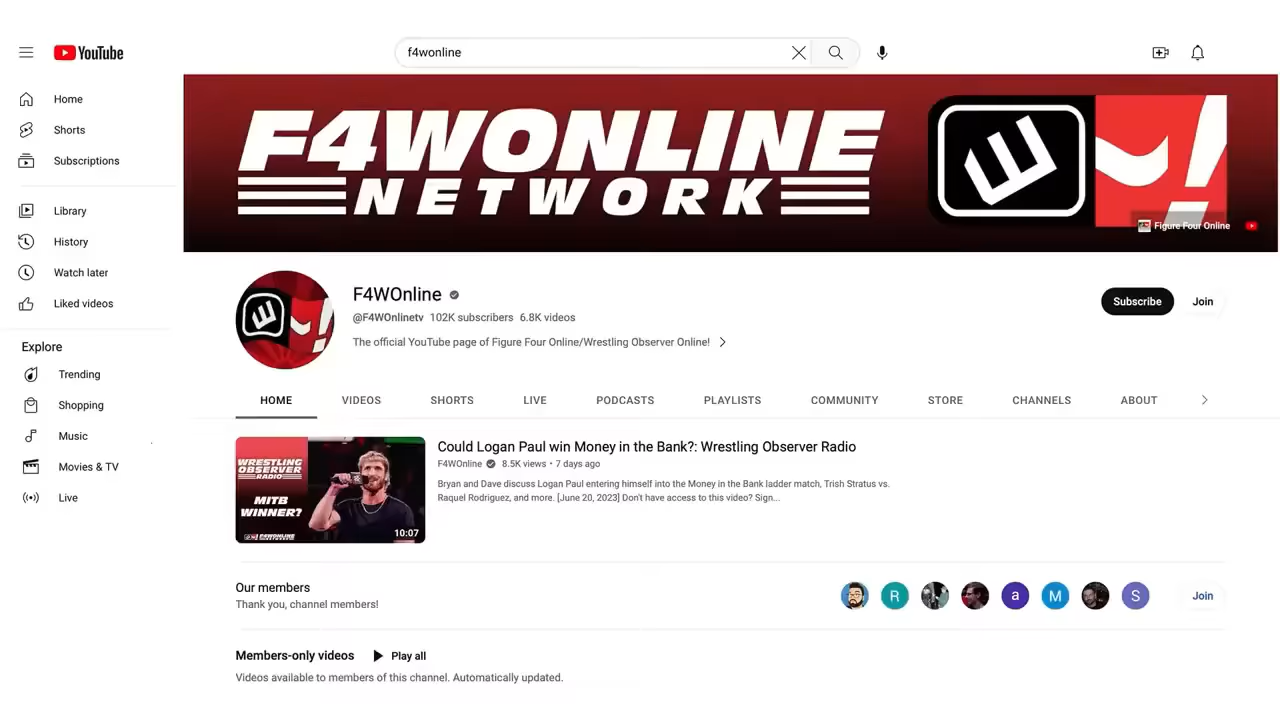 YouTube
f4wonline
Home
Shorts
Subscriptions
Library
History
Watch later
Liked videos
Explore
Trending
Shopping
Music
Movies & TV
Live
F4WONLINE
NETWORK
Figure Four Online
F4WOnline
@F4WOnlinetv 102K subscribers 6.8K videos
The official YouTube page of Figure Four Online/Wrestling Observer Online!
Subscribe
Join
HOME VIDEOS SHORTS LIVE PODCASTS PLAYLISTS COMMUNITY STORE CHANNELS ABOUT
WRESTLING
OBSERVER
RADIO
MITB
WINNER?
F4WONLINE
10:07
Could Logan Paul win Money in the Bank?: Wrestling Observer Radio
F4WOnline 8.5K views • 7 days ago
Bryan and Dave discuss Logan Paul entering himself into the Money in the Bank ladder match, Trish Stratus vs.
Raquel Rodriguez, and more. [June 20, 2023] Don't have access to this video? Sign...
Our members
Thank you, channel members!
R
a
M
S
Join
Members-only videos Play all
Videos available to members of this channel. Automatically updated.